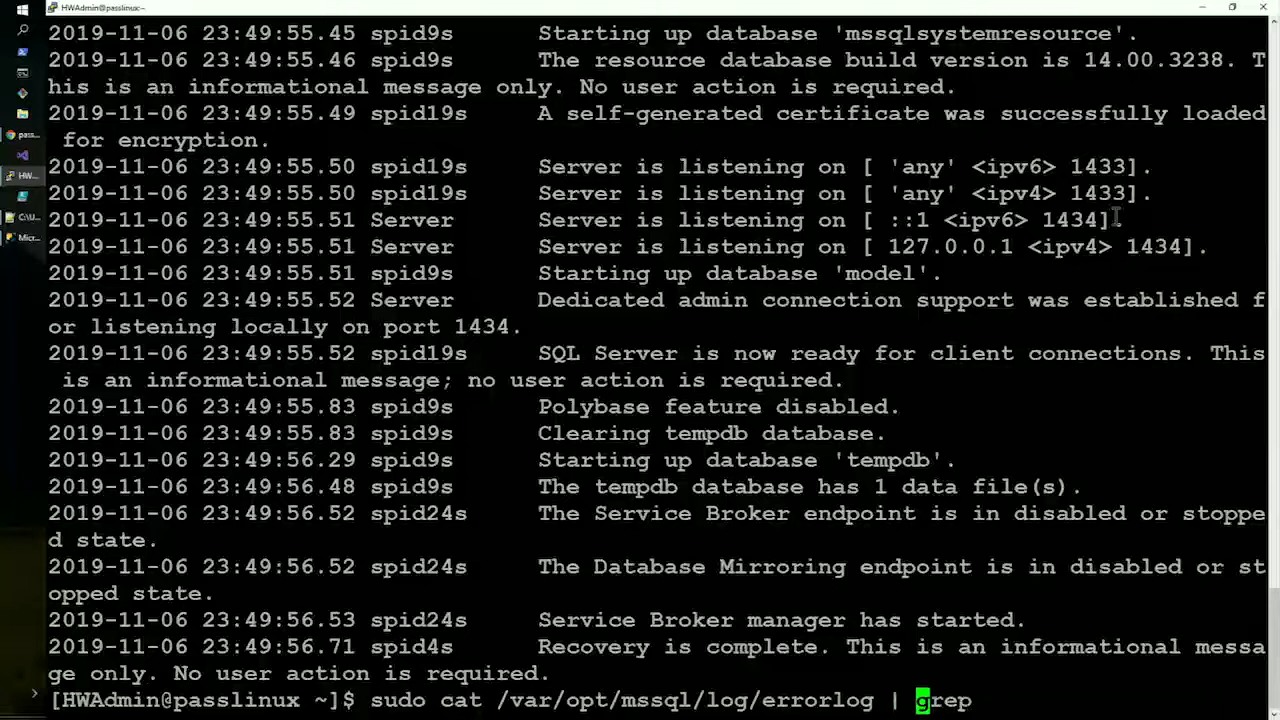 HWAdmin@passlinux:~
2019-11-06 23:49:55.45 spid9s      Starting up database 'mssqlsystemresource'.
2019-11-06 23:49:55.46 spid9s      The resource database build version is 14.00.3238. T
his is an informational message only. No user action is required.
2019-11-06 23:49:55.49 spid19s     A self-generated certificate was successfully loaded
 for encryption.
2019-11-06 23:49:55.50 spid19s     Server is listening on [ 'any' <ipv6> 1433].
2019-11-06 23:49:55.50 spid19s     Server is listening on [ 'any' <ipv4> 1433].
2019-11-06 23:49:55.51 Server      Server is listening on [ ::1 <ipv6> 1434].
2019-11-06 23:49:55.51 Server      Server is listening on [ 127.0.0.1 <ipv4> 1434].
2019-11-06 23:49:55.51 spid9s      Starting up database 'model'.
2019-11-06 23:49:55.52 Server      Dedicated admin connection support was established f
or listening locally on port 1434.
2019-11-06 23:49:55.52 spid19s     SQL Server is now ready for client connections. This
 is an informational message; no user action is required.
2019-11-06 23:49:55.83 spid9s      Polybase feature disabled.
2019-11-06 23:49:55.83 spid9s      Clearing tempdb database.
2019-11-06 23:49:56.29 spid9s      Starting up database 'tempdb'.
2019-11-06 23:49:56.48 spid9s      The tempdb database has 1 data file(s).
2019-11-06 23:49:56.52 spid24s     The Service Broker endpoint is in disabled or stoppe
d state.
2019-11-06 23:49:56.52 spid24s     The Database Mirroring endpoint is in disabled or st
opped state.
2019-11-06 23:49:56.53 spid24s     Service Broker manager has started.
2019-11-06 23:49:56.71 spid4s      Recovery is complete. This is an informational messa
ge only. No user action is required.
[HWAdmin@passlinux ~]$ sudo cat /var/opt/mssql/log/errorlog | grep
pass...
HW...
C:\U...
Micr...